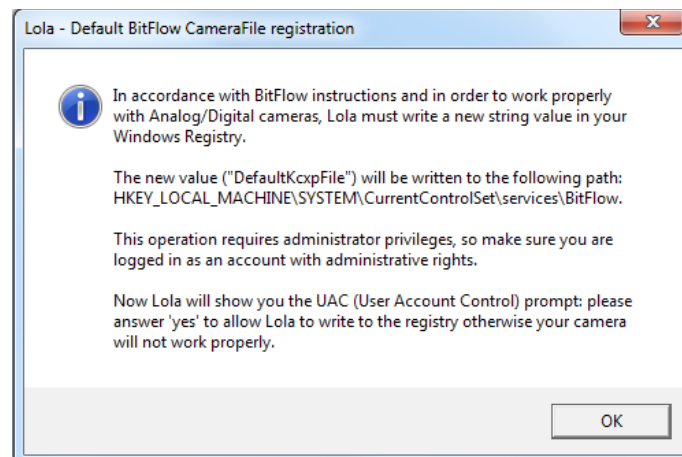 Lola - Default BitFlow CameraFile registration
In accordance with BitFlow instructions and in order to work properly
with Analog/Digital cameras, Lola must write a new string value in your
Windows Registry.
The new value ("DefaultKcxpFile") will be written to the following path:
HKEY_LOCAL_MACHINE\SYSTEM\CurrentControlSet\services\BitFlow.
This operation requires administrator privileges, so make sure you are
logged in as an account with administrative rights.
Now Lola will show you the UAC (User Account Control) prompt: please
answer 'yes' to allow Lola to write to the registry otherwise your camera
will not work properly.
OK